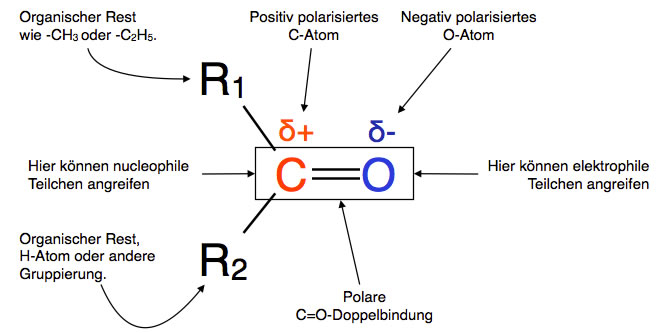 Organischer Rest
wie -CH3 oder -C2H5.
Positiv polarisiertes
C-Atom
Negativ polarisiertes
O-Atom
R1
δ+
δ-
Hier können nucleophile
Teilchen angreifen
C
O
Hier können elektrophile
Teilchen angreifen
Organischer Rest,
H-Atom oder andere
Gruppierung.
R2
Polare
C=O-Doppelbindung